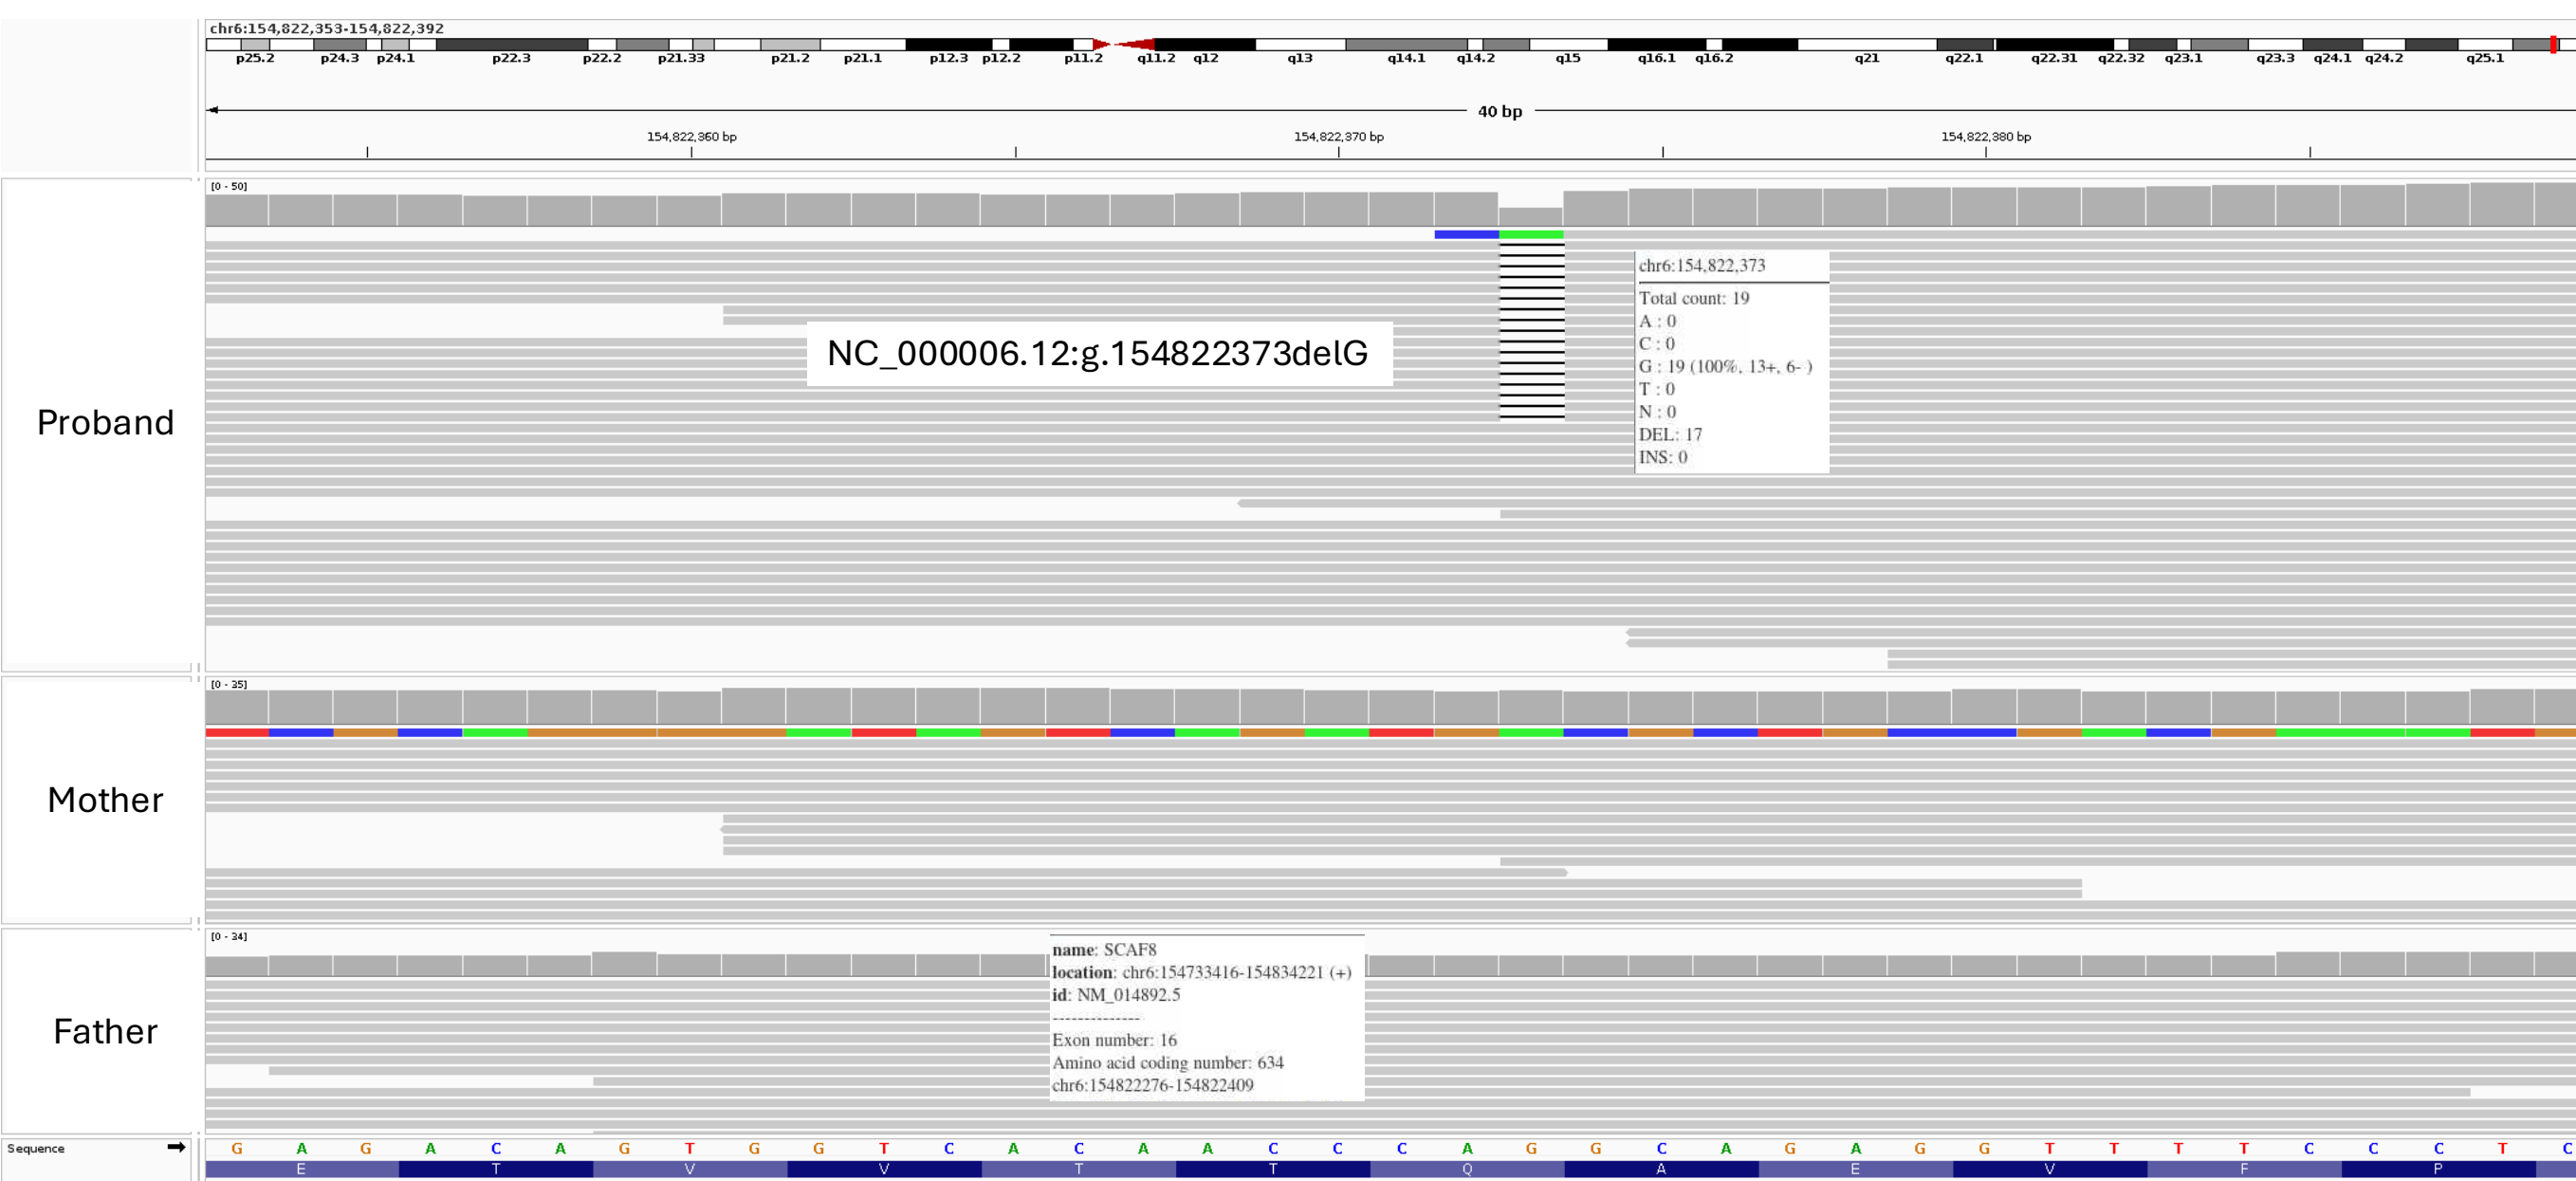 chr6:154,822,353-154,822,392
p25.2 p24.3 p24.1 p22.3 p22.2 p21.33 p21.2 p21.1 p12.3 p12.2 p11.2 q11.2 q12 q13 q14.1 q14.2 q15 q16.1 q16.2 q21 q22.1 q22.31 q22.32 q23.1 q23.3 q24.1 q24.2 q25.1
40 bp
154,822,360 bp 154,822,370 bp 154,822,380 bp
Proband
[0 - 50]
NC_000006.12:g.154822373delG
chr6:154,822,373
Total count: 19
A : 0
C : 0
G : 19 (100%, 13+, 6- )
T : 0
N : 0
DEL: 17
INS: 0
Mother
[0 - 35]
Father
[0 - 34]
name: SCAF8
location: chr6:154733416-154834221 (+)
id: NM_014892.5
--------------
Exon number: 16
Amino acid coding number: 634
chr6:154822276-154822409
Sequence
G A G A C A G T G G T C A C A A C C C A G G C A G A G G T T T T C C C T C
E T V V T T Q A E V F P